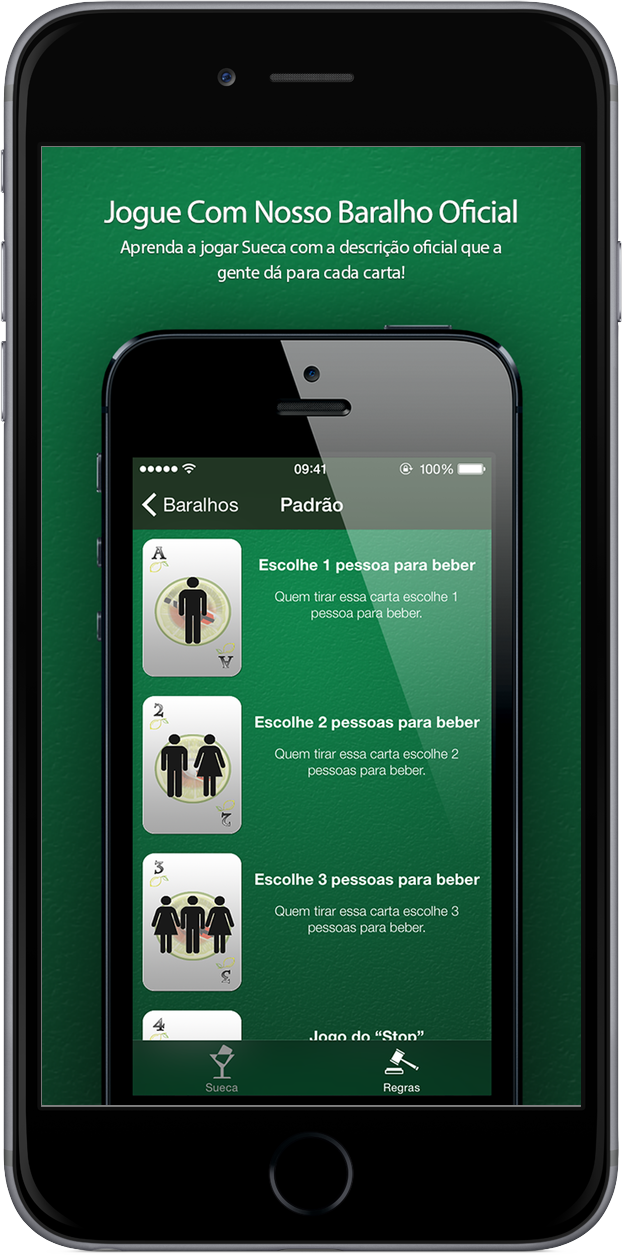 Jogue Com Nosso Baralho Oficial
Aprenda a jogar Sueca com a descrição oficial que a
gente dá para cada carta!
09:41
100%
Baralhos
Padrão
A
Escolhe 1 pessoa para beber
Quem tirar essa carta escolhe 1
pessoa para beber.
A
2
Escolhe 2 pessoas para beber
Quem tirar essa carta escolhe 2
pessoas para beber.
2
3
Escolhe 3 pessoas para beber
Quem tirar essa carta escolhe 3
pessoas para beber.
3
4
Jogo do “Stop”
Sueca
Regras